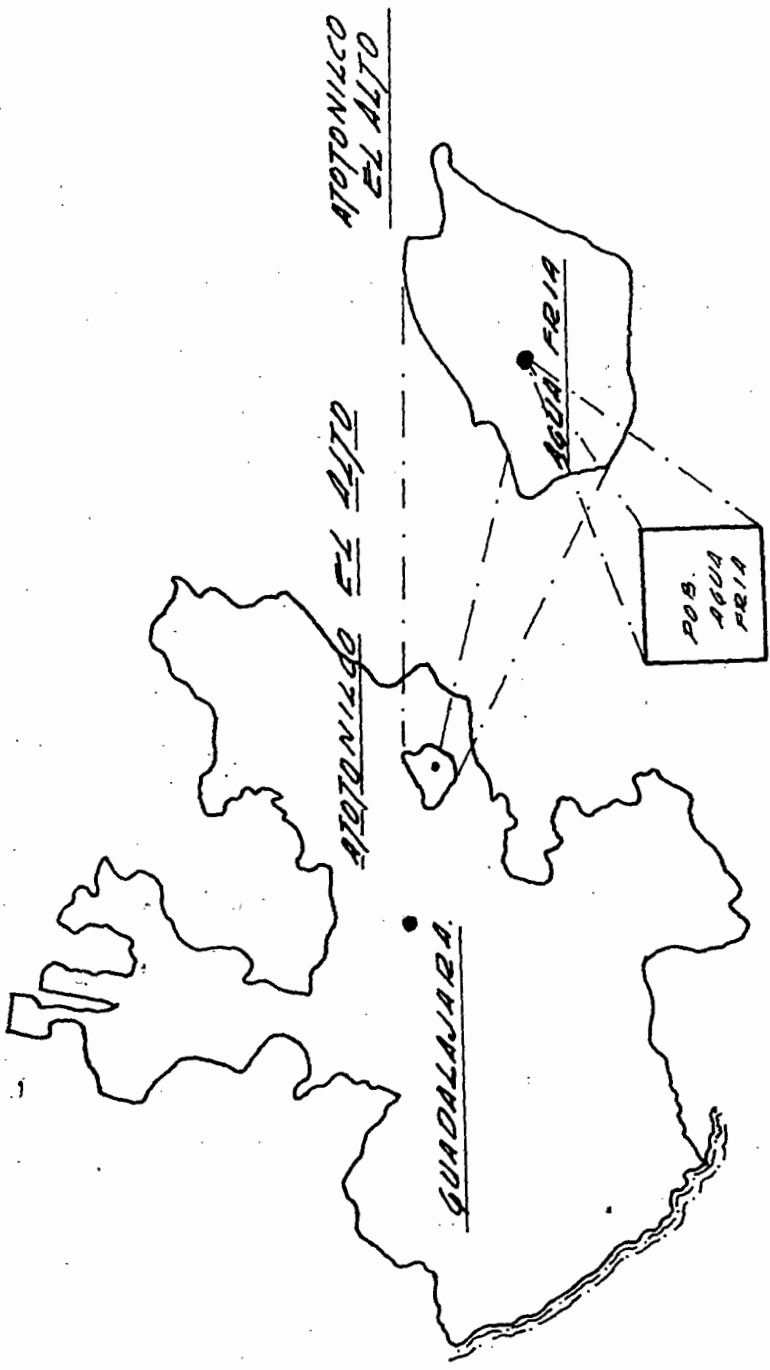 ATOTONILCO
EL ALTO
ATOTONILCO EL ALTO
GUADALAJARA.
AGUA FRIA
POB.
AGUA
FRIA